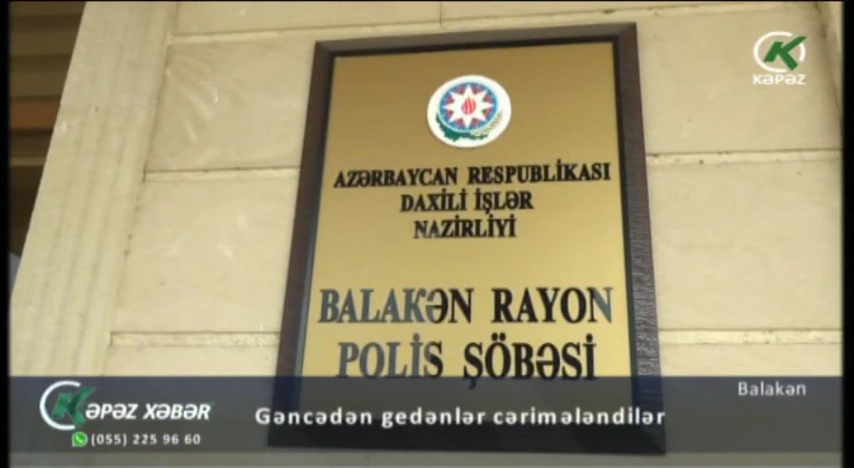 KƏPƏZ
AZƏRBAYCAN RESPUBLİKASI
DAXİLİ İŞLƏR
NAZİRLİYİ
BALAKƏN RAYON
POLİS ŞÖBƏSİ
Balakən
KƏPƏZ XƏBƏR
(055) 225 96 60
Gəncədən gedənlər cərimələndilər